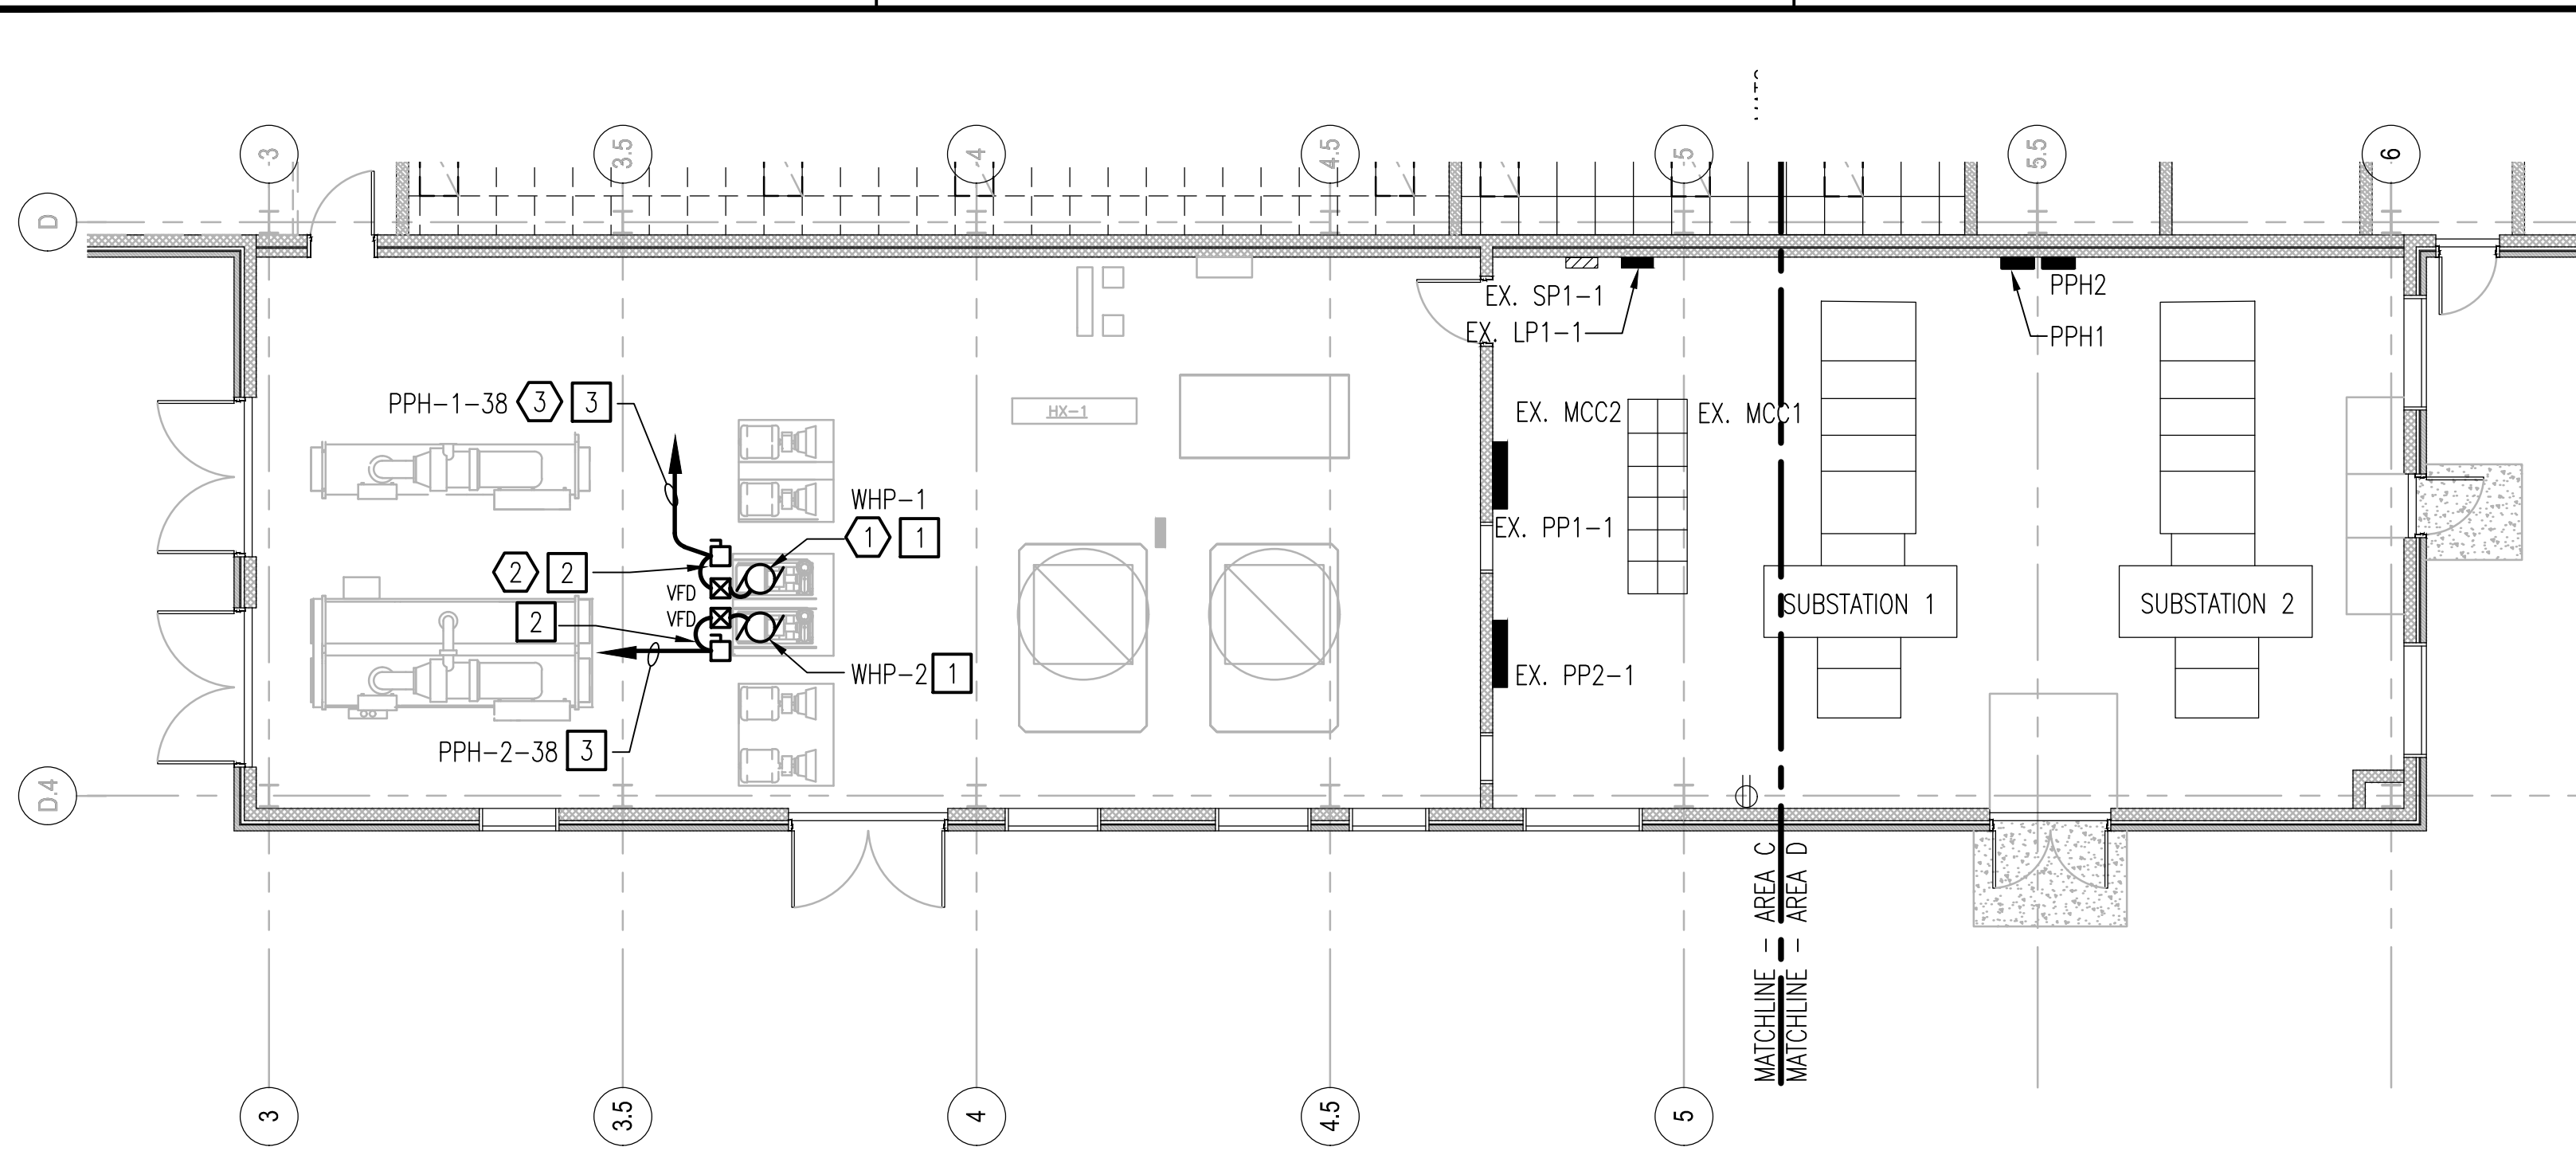 3
3.5
4
4.5
5
5.5
6
D
PPH2
EX. SP1-1
EX. LP1-1
PPH1
PPH-1-38 3 3
HX-1
EX. MCC2
EX. MCC1
WHP-1
1 1
EX. PP1-1
2 2
VFD
VFD
2
SUBSTATION 1
SUBSTATION 2
WHP-2 1
EX. PP2-1
PPH-2-38 3
D.4
MATCHLINE - AREA C
MATCHLINE - AREA D
3
3.5
4
4.5
5